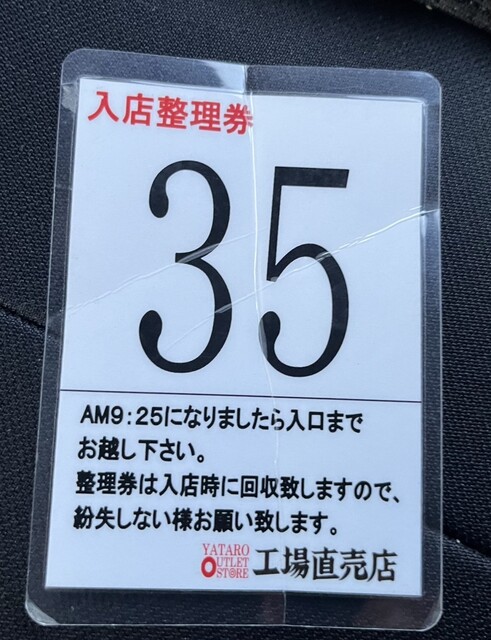 入店整理券
35
AM9:25になりましたら入口まで
お越し下さい。
整理券は入店時に回収致しますので、
紛失しない様お願い致します。
YATARO
OUTLET
STORE
工場直売店